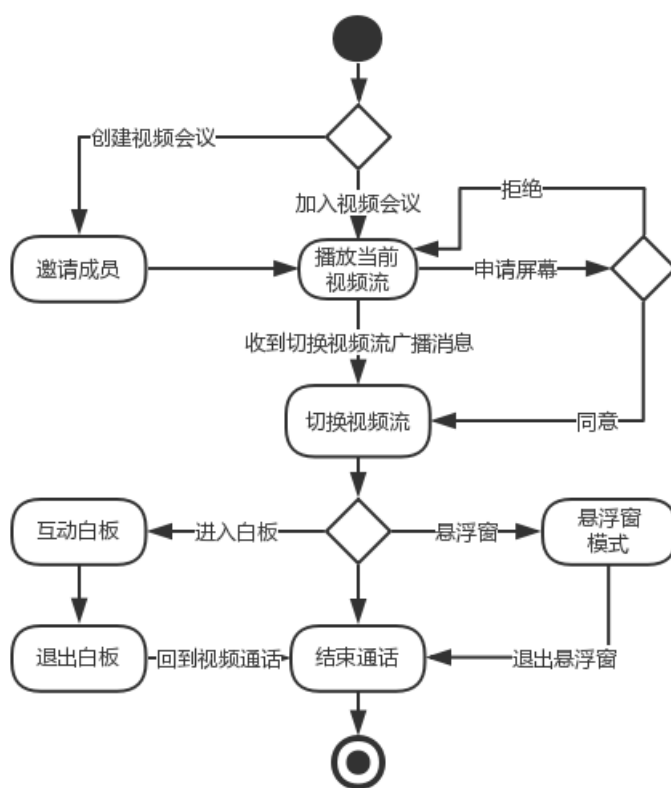 创建视频会议
加入视频会议
拒绝
邀请成员
播放当前
视频流
申请屏幕
收到切换视频流广播消息
切换视频流
同意
互动白板
进入白板
悬浮窗
悬浮窗
模式
退出白板
回到视频通话
结束通话
退出悬浮窗